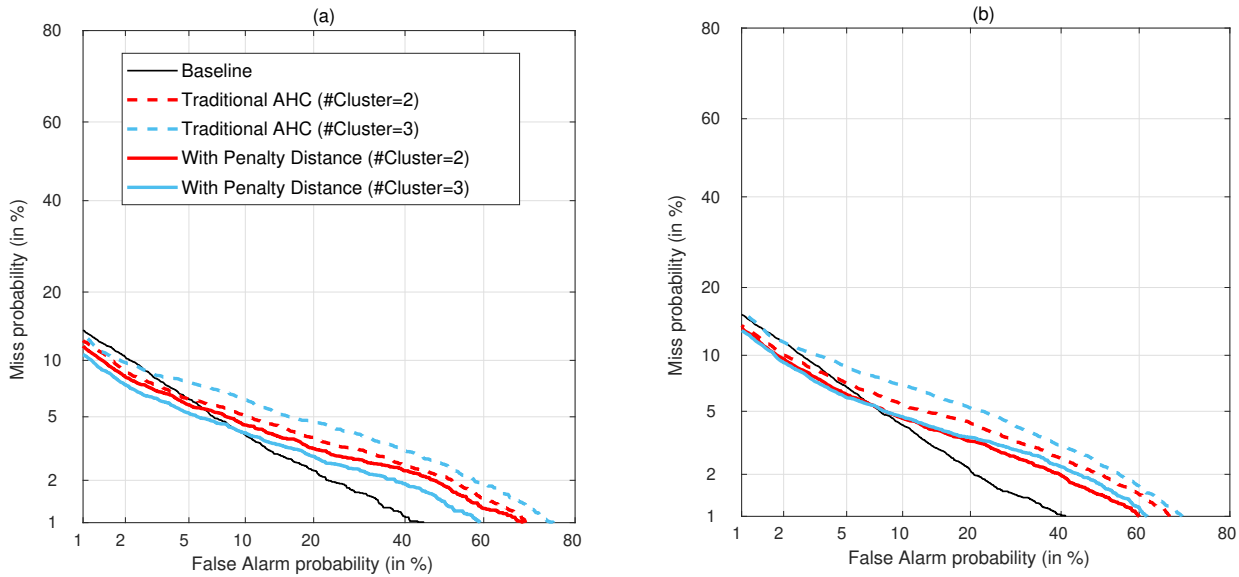 (a)
80
60
40
20
10
5
2
1
Miss probability (in %)
Baseline
Traditional AHC (#Cluster=2)
Traditional AHC (#Cluster=3)
With Penalty Distance (#Cluster=2)
With Penalty Distance (#Cluster=3)
1 2 5 10 20 40 60 80
False Alarm probability (in %)
(b)
80
60
40
20
10
5
2
1
Miss probability (in %)
1 2 5 10 20 40 60 80
False Alarm probability (in %)